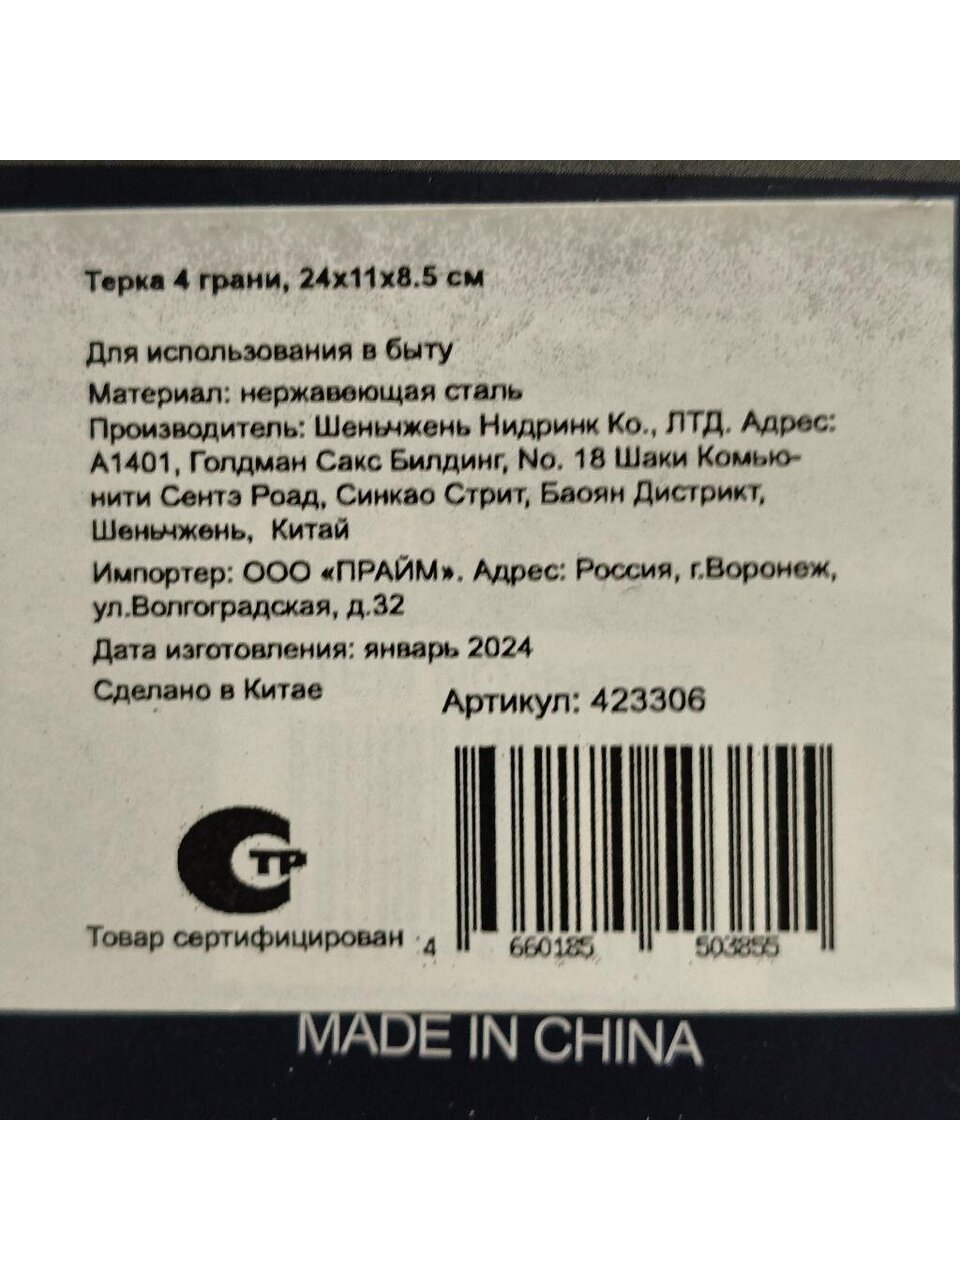 Терка 4 грани, 24x11x8.5 см
Для использования в быту
Материал: нержавеющая сталь
Производитель: Шеньчжень Нидринк Ко., ЛТД. Адрес:
А1401, Голдман Сакс Билдинг, No. 18 Шаки Комью-
нити Сентэ Роад, Синкао Стрит, Баоян Дистрикт,
Шеньчжень, Китай
Импортер: ООО «ПРАЙМ». Адрес: Россия, г.Воронеж,
ул.Волгоградская, д.32
Дата изготовления: январь 2024
Сделано в Китае
Артикул: 423306
СТР
Товар сертифицирован
4 660185 503855
MADE IN CHINA